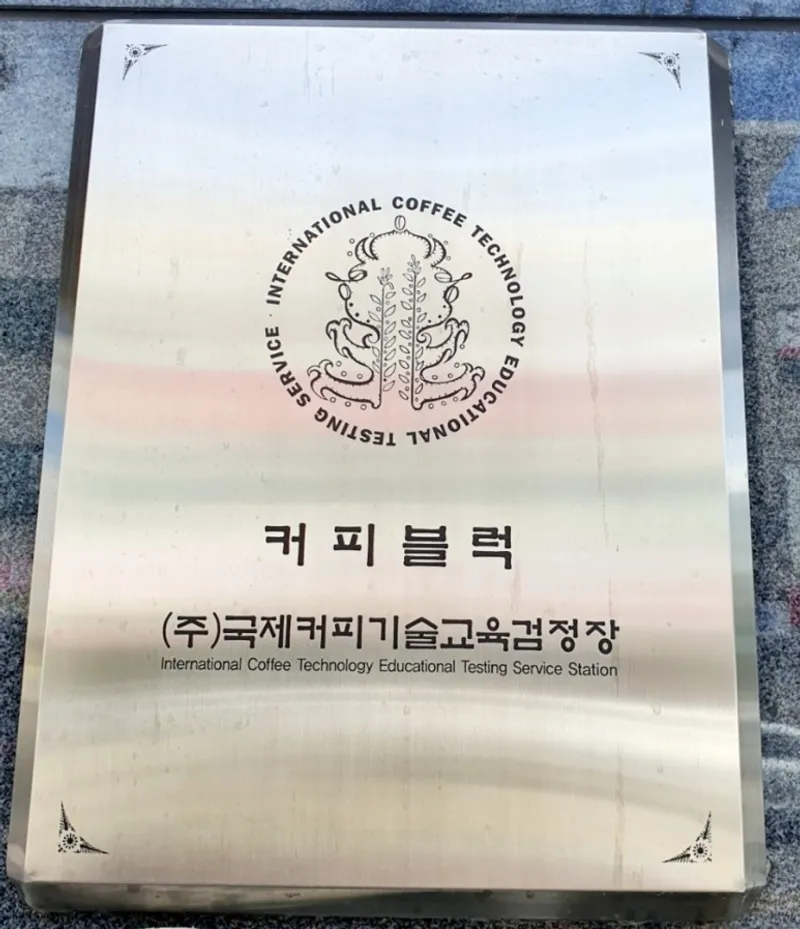 INTERNATIONAL COFFEE TECHNOLOGY EDUCATIONAL TESTING SERVICE ·
커피블럭
(주)국제커피기술교육검정장
International Coffee Technology Educational Testing Service Station